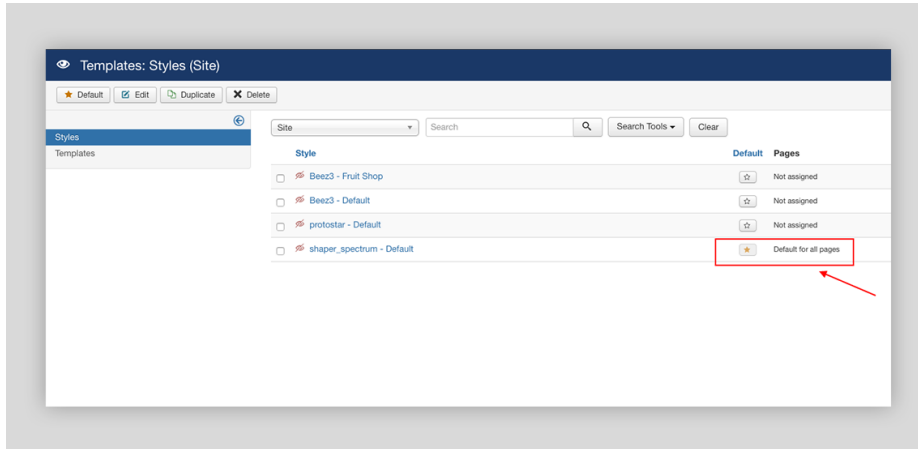 Templates: Styles (Site)
Default Edit Duplicate Delete
Styles
Templates
Site Search Search Tools Clear
Style Default Pages
Beez3 - Fruit Shop Not assigned
Beez3 - Default Not assigned
protostar - Default Not assigned
shaper_spectrum - Default Default for all pages